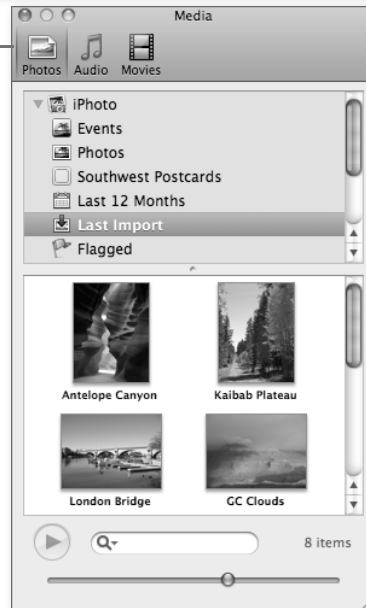 Media
Photos Audio Movies
iPhoto
Events
Photos
Southwest Postcards
Last 12 Months
Last Import
Flagged
Antelope Canyon Kaibab Plateau
London Bridge GC Clouds
8 items